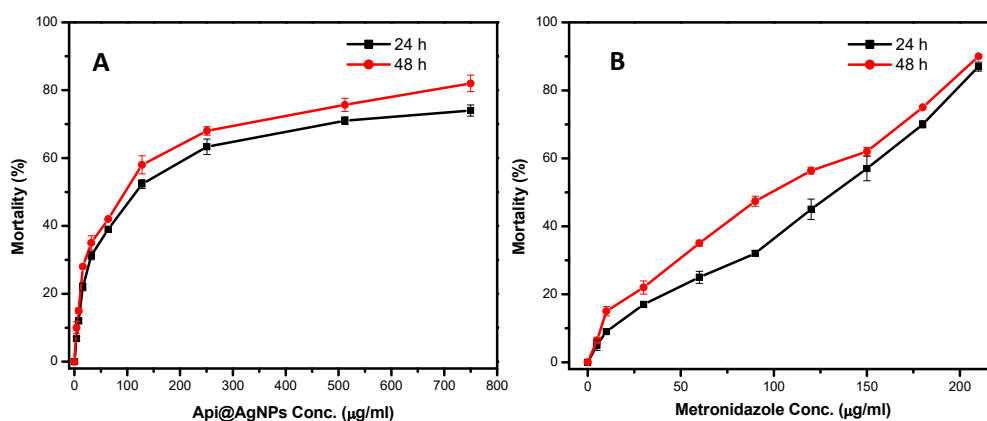 A
24 h
48 h
100
80
60
40
20
0
Mortality (%)
0 100 200 300 400 500 600 700 800
Api@AgNPs Conc. (μg/ml)
B
24 h
48 h
100
80
60
40
20
0
Mortality (%)
0 50 100 150 200
Metronidazole Conc. (μg/ml)